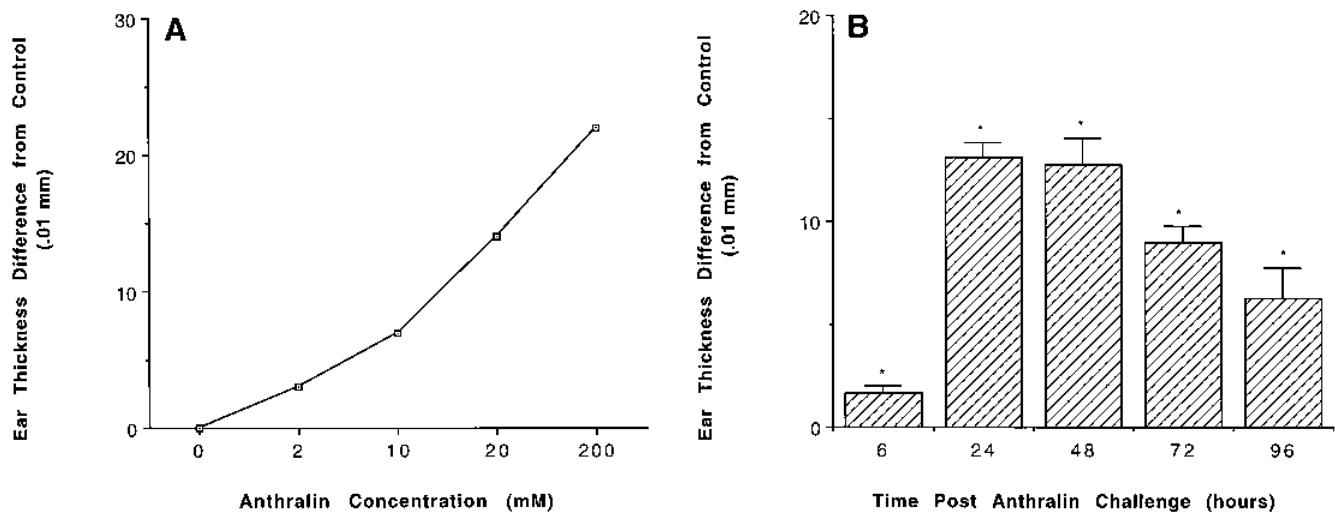 A
Ear Thickness Difference from Control
(.01 mm)
30
20
10
0
0 2 10 20 200
Anthralin Concentration (mM)
B
Ear Thickness Difference from Control
(.01 mm)
20
10
0
* * * * *
6 24 48 72 96
Time Post Anthralin Challenge (hours)